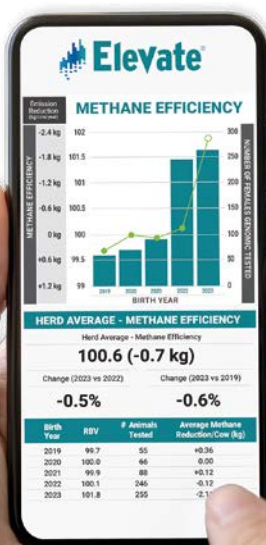 Elevate
Emission
Reduction
METHANE EFFICIENCY
-2.4 kg
-1.8 kg
-1.2 kg
-0.6 kg
0 kg
+0.6 kg
+1.2 kg
METHANE EFFICIENCY
102
101.5
101
100.5
100
99.5
99
300
250
200
150
100
50
0
NUMBER OF FEMALES GENOMIC TESTED
2019 2020 2020 2022 2023
BIRTH YEAR
HERD AVERAGE - METHANE EFFICIENCY
Herd Average - Methane Efficiency
100.6 (-0.7 kg)
Change (2023 vs 2022) Change (2023 vs 2019)
-0.5% -0.6%
Birth Year RBV # Animals Tested Average Methane Reduction/Cow (kg)
2019 99.7 55 +0.36
2020 100.0 66 0.00
2021 99.9 88 +0.12
2022 100.1 246 -0.12
2023 101.8 255